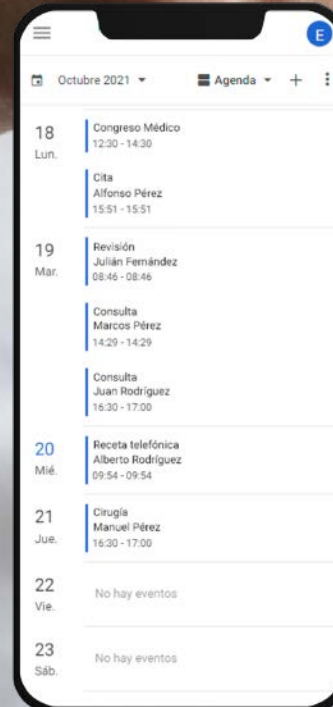 E
Octubre 2021
Agenda
18
Lun.
Congreso Médico
12:30 - 14:30
Cita
Alfonso Pérez
15:51 - 15:51
19
Mar.
Revisión
Julián Fernández
08:46 - 08:46
Consulta
Marcos Pérez
14:29 - 14:29
Consulta
Juan Rodríguez
16:30 - 17:00
20
Mié.
Receta telefónica
Alberto Rodríguez
09:54 - 09:54
21
Jue.
Cirugía
Manuel Pérez
16:30 - 17:00
22
Vie.
No hay eventos
23
Sáb.
No hay eventos